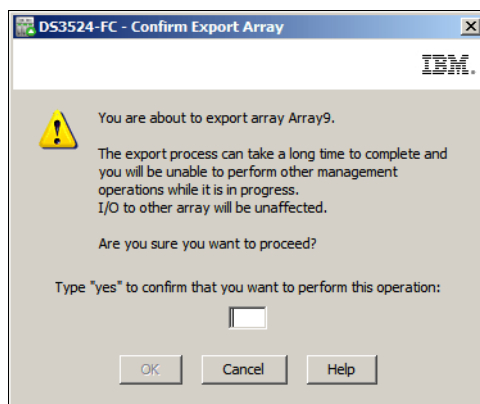 DS3524-FC - Confirm Export Array
IBM.
You are about to export array Array9.
The export process can take a long time to complete and
you will be unable to perform other management
operations while it is in progress.
I/O to other array will be unaffected.
Are you sure you want to proceed?
Type "yes" to confirm that you want to perform this operation:
OK
Cancel
Help